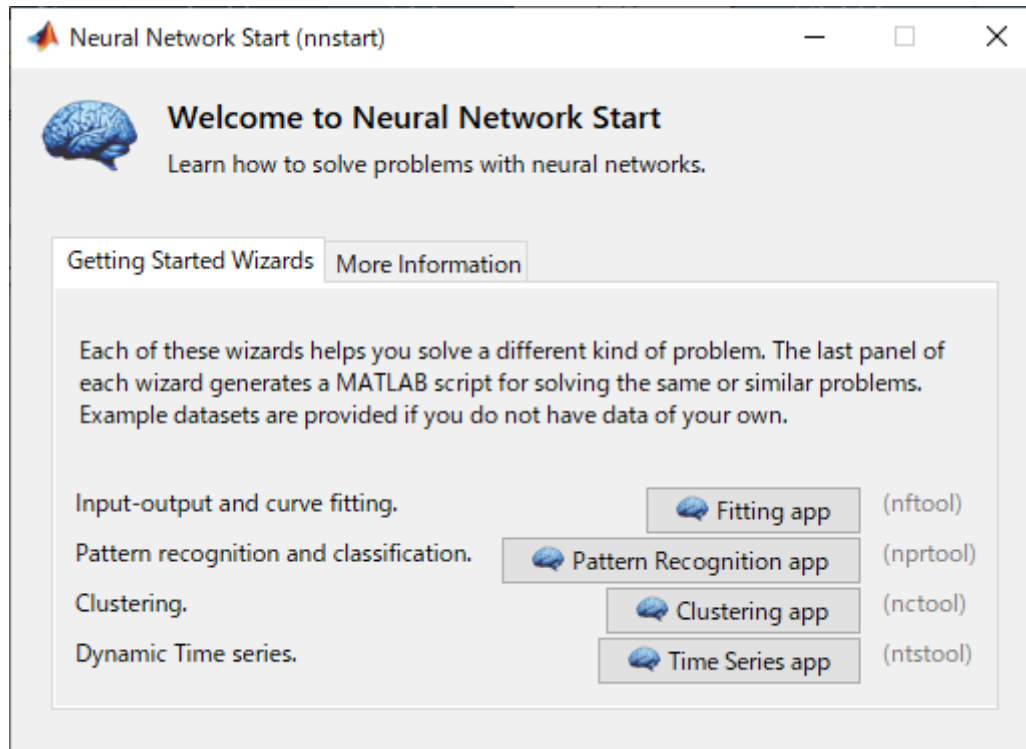 Neural Network Start (nnstart)
Welcome to Neural Network Start
Learn how to solve problems with neural networks.
Getting Started Wizards More Information
Each of these wizards helps you solve a different kind of problem. The last panel of
each wizard generates a MATLAB script for solving the same or similar problems.
Example datasets are provided if you do not have data of your own.
Input-output and curve fitting. Fitting app (nftool)
Pattern recognition and classification. Pattern Recognition app (nprtool)
Clustering. Clustering app (nctool)
Dynamic Time series. Time Series app (ntstool)